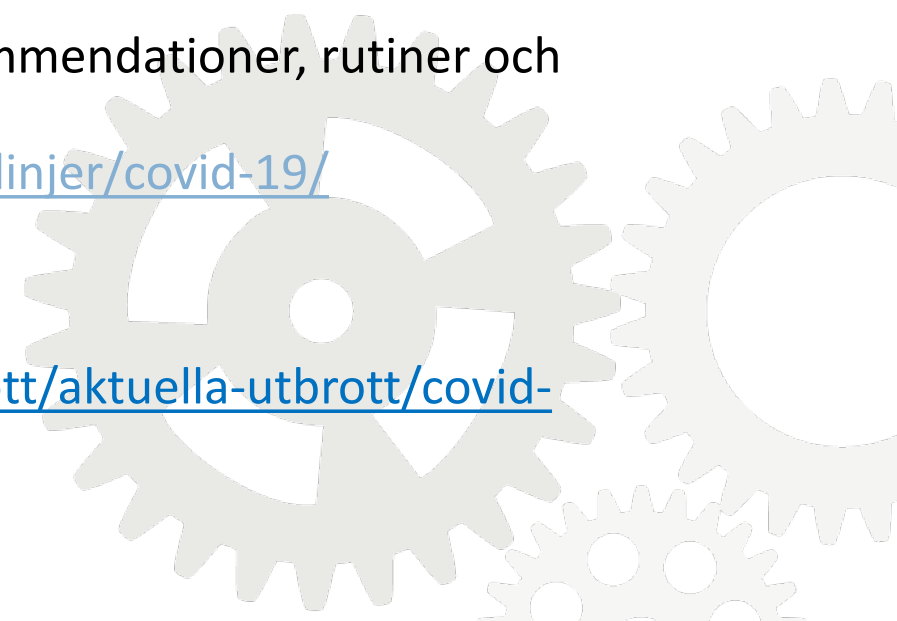 nmendationer, rutiner och
linjer/covid-19/
tt/aktuella-utbrott/covid-